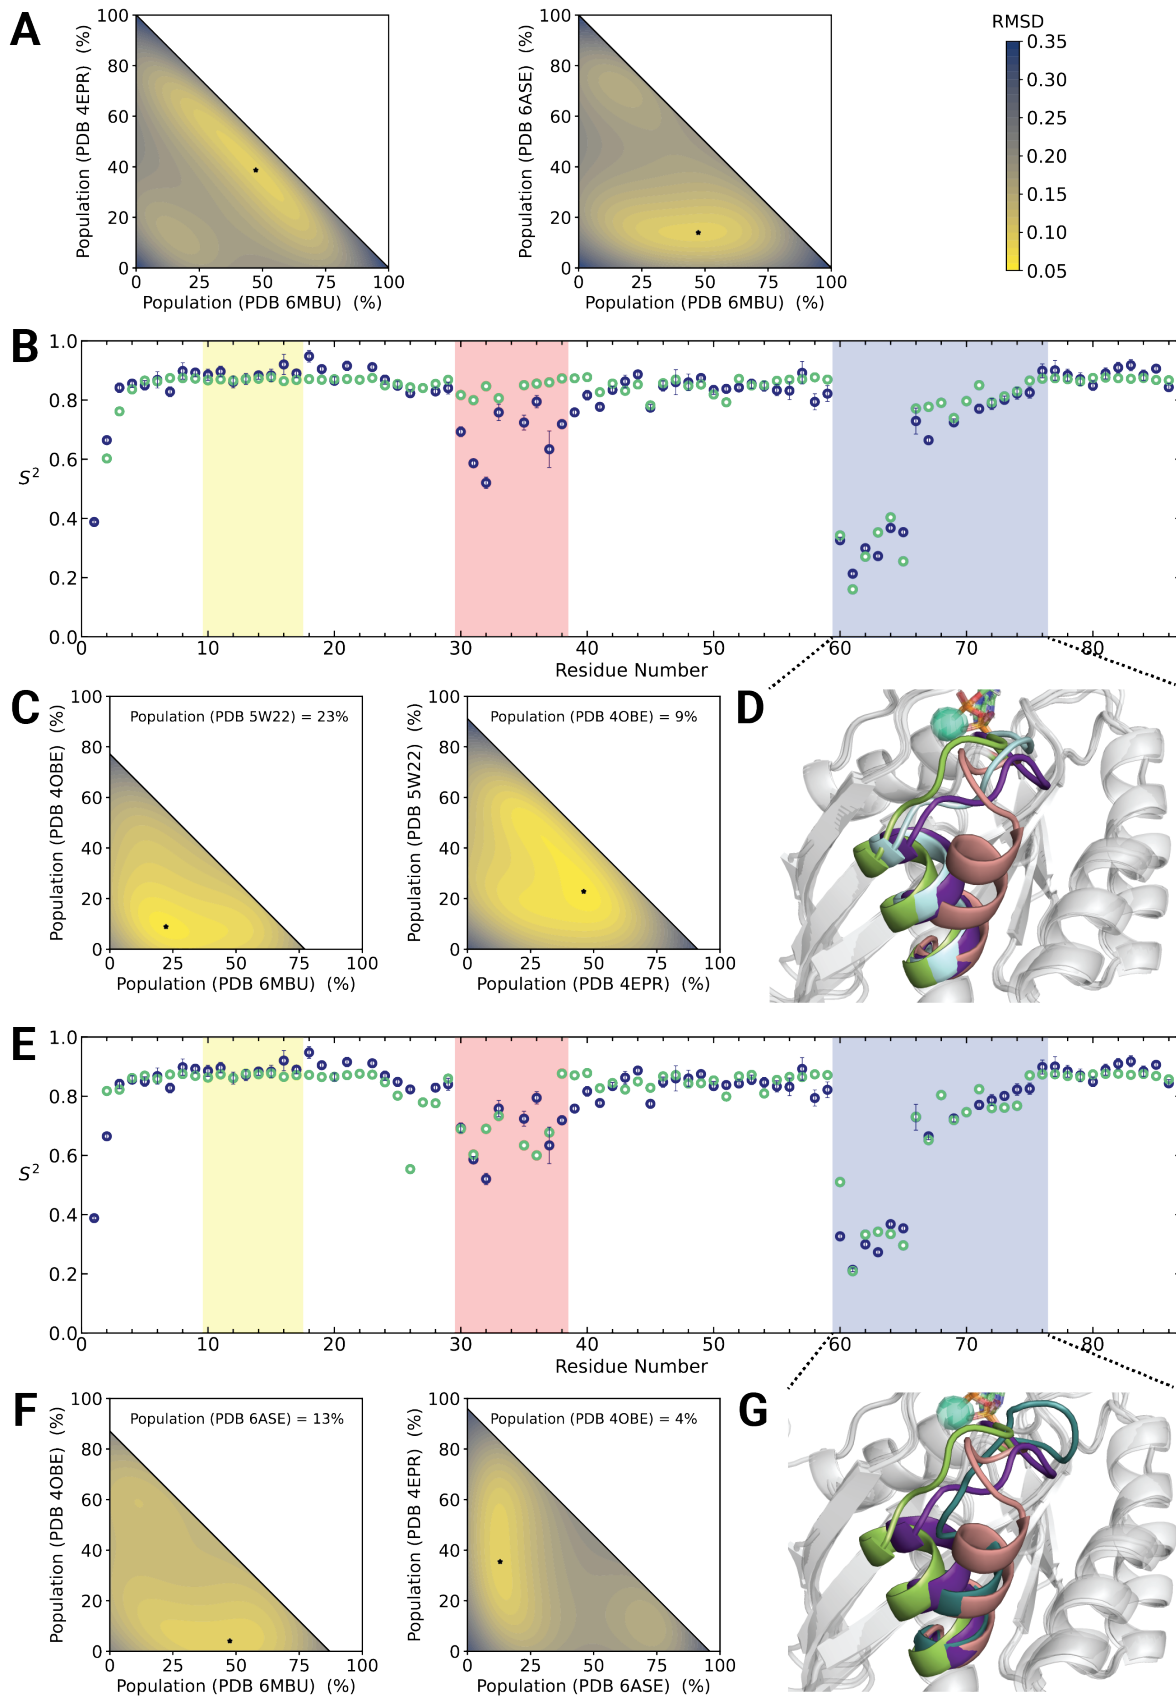 A
Population (PDB 4EPR) (%)
100
80
60
40
20
0
0 25 50 75 100
Population (PDB 6MBU) (%)
Population (PDB 6ASE) (%)
100
80
60
40
20
0
0 25 50 75 100
Population (PDB 6MBU) (%)
RMSD
0.35
0.30
0.25
0.20
0.15
0.10
0.05
B
S²
1.0
0.8
0.6
0.4
0.2
0.0
0 10 20 30 40 50 60 70 80
Residue Number
C
Population (PDB 4OBE) (%)
100
80
60
40
20
0
Population (PDB 5W22) = 23%
0 25 50 75 100
Population (PDB 6MBU) (%)
Population (PDB 5W22) (%)
100
80
60
40
20
0
Population (PDB 4OBE) = 9%
0 25 50 75 100
Population (PDB 4EPR) (%)
D
E
S²
1.0
0.8
0.6
0.4
0.2
0.0
0 10 20 30 40 50 60 70 80
Residue Number
F
Population (PDB 4OBE) (%)
100
80
60
40
20
0
Population (PDB 6ASE) = 13%
0 25 50 75 100
Population (PDB 6MBU) (%)
Population (PDB 4EPR) (%)
100
80
60
40
20
0
Population (PDB 4OBE) = 4%
0 25 50 75 100
Population (PDB 6ASE) (%)
G